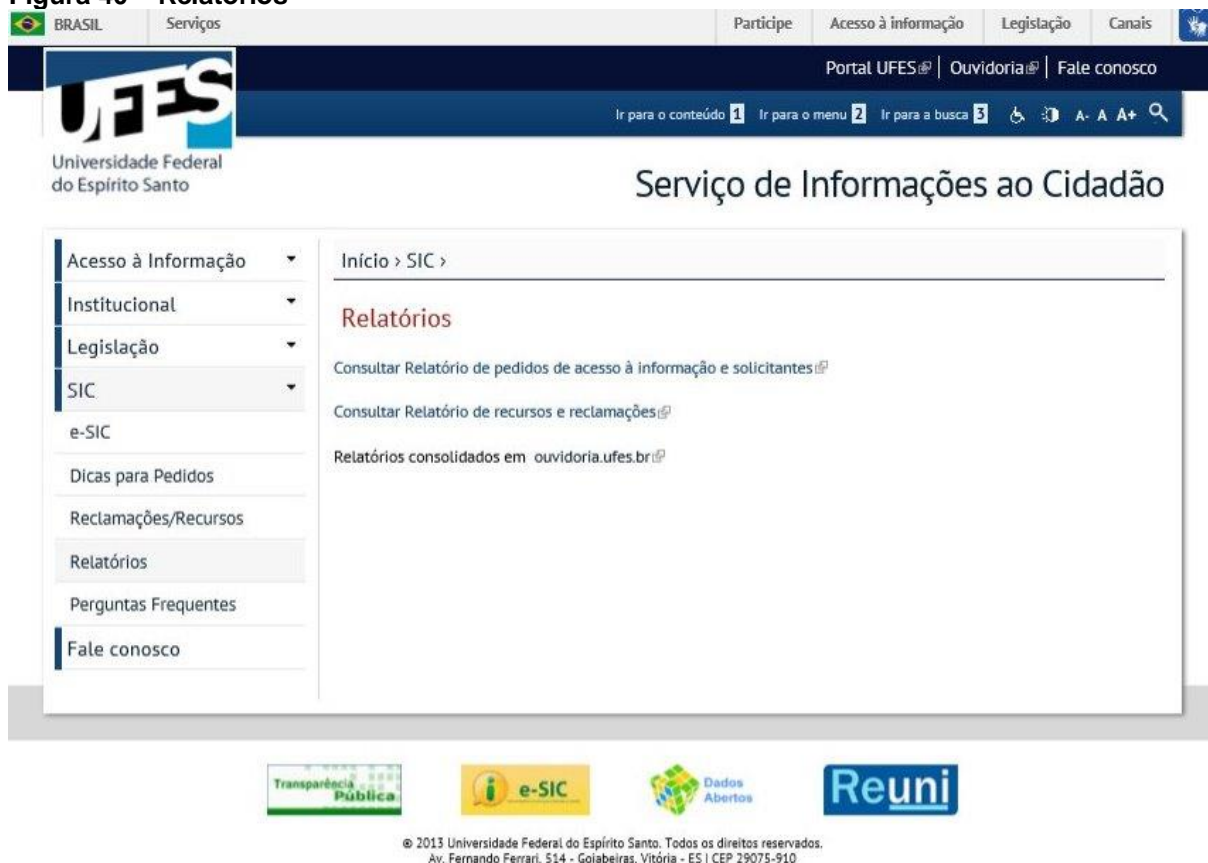 Figura 40 – Relatórios
BRASIL Serviços Participe Acesso à informação Legislação Canais
Portal UFES | Ouvidoria | Fale conosco
Ir para o conteúdo 1 Ir para o menu 2 Ir para a busca 3 A- A A+
UFES
Universidade Federal
do Espírito Santo
Serviço de Informações ao Cidadão
Acesso à Informação
Institucional
Legislação
SIC
e-SIC
Dicas para Pedidos
Reclamações/Recursos
Relatórios
Perguntas Frequentes
Fale conosco
Início › SIC ›
Relatórios
Consultar Relatório de pedidos de acesso à informação e solicitantes
Consultar Relatório de recursos e reclamações
Relatórios consolidados em ouvidoria.ufes.br
Transparência
Pública
i e-SIC
Dados
Abertos
Reuni
© 2013 Universidade Federal do Espírito Santo. Todos os direitos reservados.
Av. Fernando Ferrari, 514 - Goiabeiras, Vitória - ES | CEP 29075-910